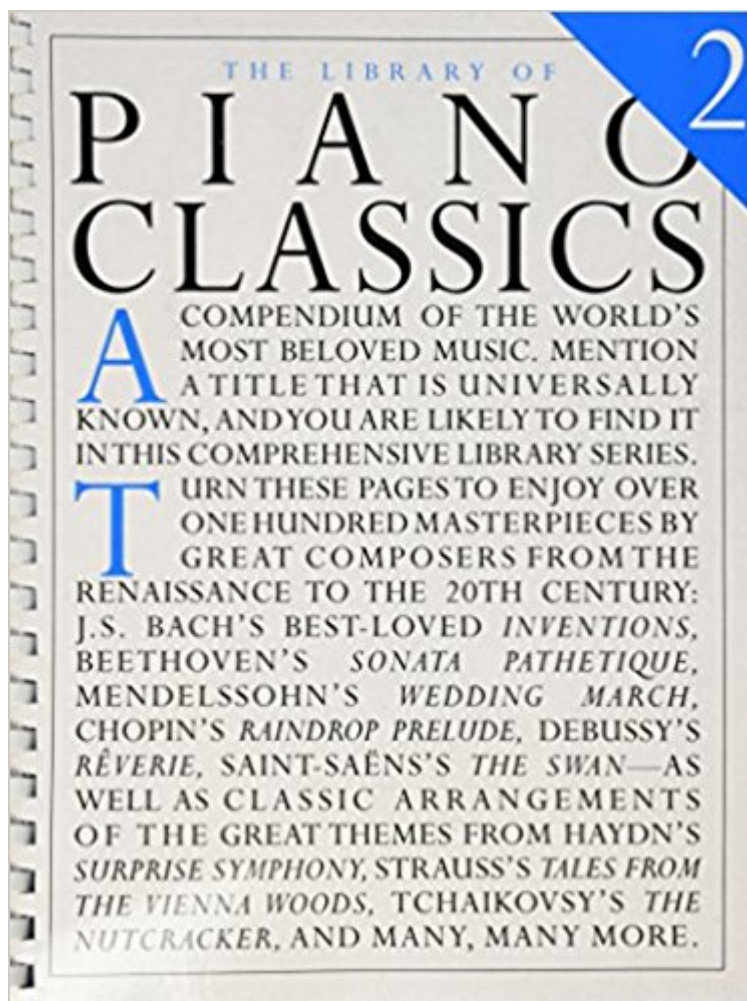 2
THE LIBRARY OF
PIANO
CLASSICS
A COMPENDIUM OF THE WORLD'S
MOST BELOVED MUSIC. MENTION
A TITLE THAT IS UNIVERSALLY
KNOWN, AND YOU ARE LIKELY TO FIND IT
IN THIS COMPREHENSIVE LIBRARY SERIES.
TURN THESE PAGES TO ENJOY OVER
ONE HUNDRED MASTERPIECES BY
GREAT COMPOSERS FROM THE
RENAISSANCE TO THE 20TH CENTURY:
J.S. BACH'S BEST-LOVED INVENTIONS,
BEETHOVEN'S SONATA PATHETIQUE,
MENDELSSOHN'S WEDDING MARCH,
CHOPIN'S RAINDROP PRELUDE, DEBUSSY'S
RÊVERIE, SAINT-SAËNS'S THE SWAN—AS
WELL AS CLASSIC ARRANGEMENTS
OF THE GREAT THEMES FROM HAYDN'S
SURPRISE SYMPHONY, STRAUSS'S TALES FROM
THE VIENNA WOODS, TCHAIKOVSY'S THE
NUTCRACKER, AND MANY, MANY MORE.